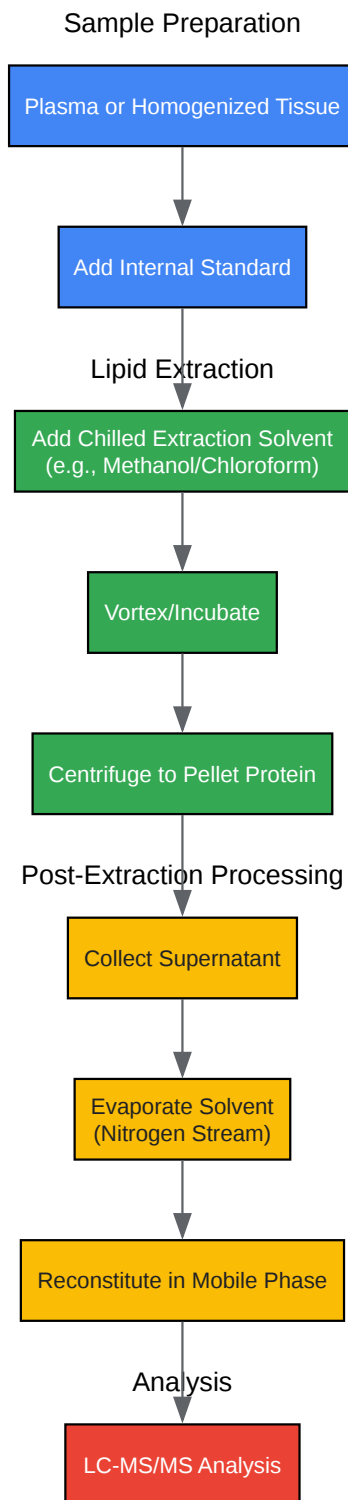 Sample Preparation
Plasma or Homogenized Tissue
Add Internal Standard
Lipid Extraction
Add Chilled Extraction Solvent
(e.g., Methanol/Chloroform)
Vortex/Incubate
Centrifuge to Pellet Protein
Post-Extraction Processing
Collect Supernatant
Evaporate Solvent
(Nitrogen Stream)
Reconstitute in Mobile Phase
Analysis
LC-MS/MS Analysis